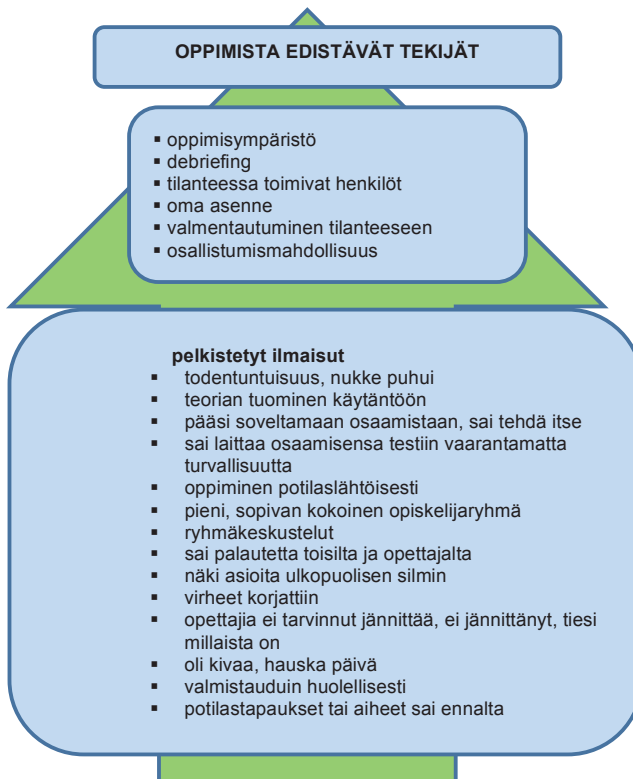 OPPIMISTA EDISTÄVÄT TEKIJÄT
▪ oppimisympäristö
▪ debriefing
▪ tilanteessa toimivat henkilöt
▪ oma asenne
▪ valmentautuminen tilanteeseen
▪ osallistumismahdollisuus
pelkistetyt ilmaisut
▪ todentuntuisuus, nukke puhui
▪ teorian tuominen käytäntöön
▪ pääsi soveltamaan osaamistaan, sai tehdä itse
▪ sai laittaa osaamisensa testiin vaarantamatta
turvallisuutta
▪ oppiminen potilaslähtöisesti
▪ pieni, sopivan kokoinen opiskelijaryhmä
▪ ryhmäkeskustelut
▪ sai palautetta toisilta ja opettajalta
▪ näki asioita ulkopuolisen silmin
▪ virheet korjattiin
▪ opettajia ei tarvinnut jännittää, ei jännittänyt, tiesi
millaista on
▪ oli kivaa, hauska päivä
▪ valmistauduin huolellisesti
▪ potilastapaukset tai aiheet sai ennalta